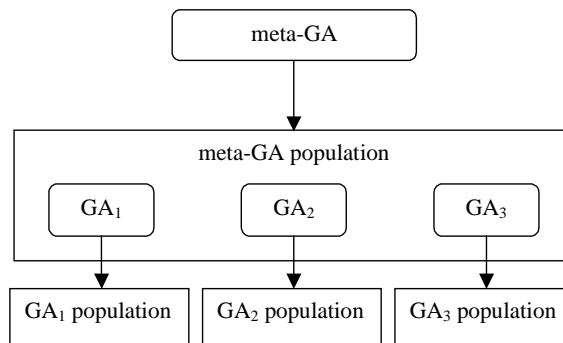 meta-GA
meta-GA population
GA₁ GA₂ GA₃
GA₁ population GA₂ population GA₃ population